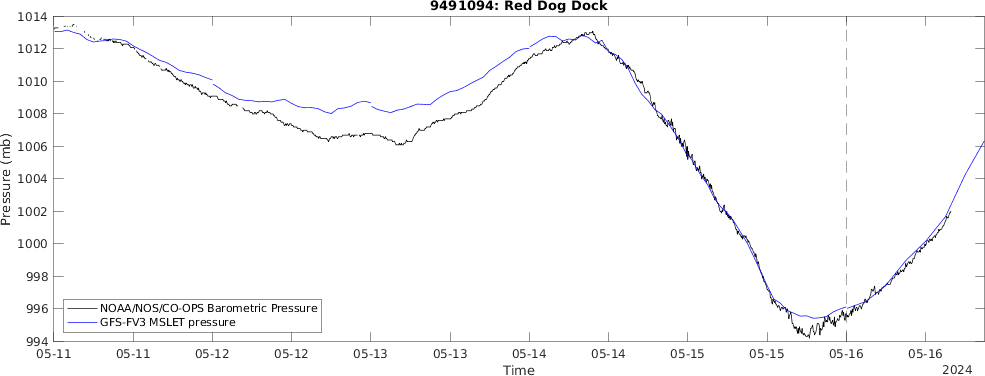 9491094: Red Dog Dock
1014
1012
1010
1008
1006
1004
1002
1000
998
996
994
Pressure (mb)
NOAA/NOS/CO-OPS Barometric Pressure
GFS-FV3 MSLET pressure
05-11 05-11 05-12 05-12 05-13 05-13 05-14 05-14 05-15 05-15 05-16 05-16
Time
2024